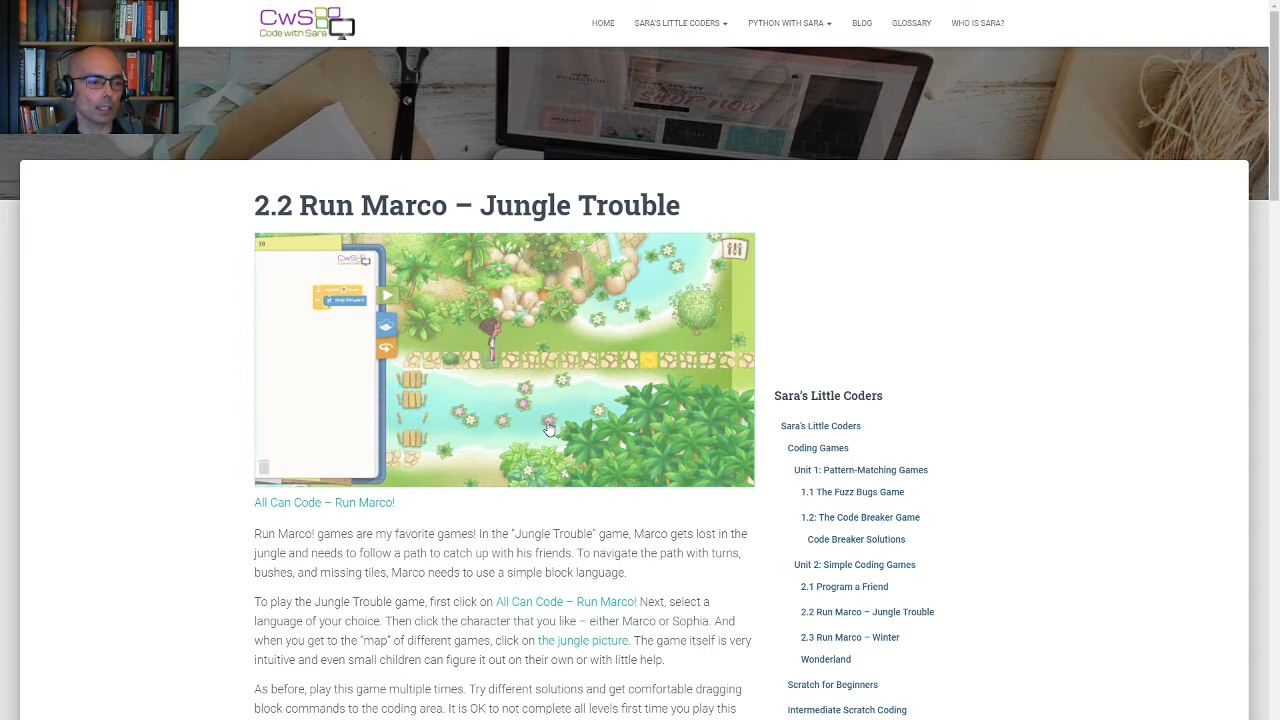 CwS
Code with Sara
HOME
SARA'S LITTLE CODERS
PYTHON WITH SARA
BLOG
GLOSSARY
WHO IS SARA?
NEW
COLLECTION
SHOP NOW
2.2 Run Marco – Jungle Trouble
10
CwS
step forward
All Can Code – Run Marco!
Run Marco! games are my favorite games! In the “Jungle Trouble” game, Marco gets lost in the
jungle and needs to follow a path to catch up with his friends. To navigate the path with turns,
bushes, and missing tiles, Marco needs to use a simple block language.
To play the Jungle Trouble game, first click on All Can Code – Run Marco! Next, select a
language of your choice. Then click the character that you like – either Marco or Sophia. And
when you get to the “map” of different games, click on the jungle picture. The game itself is very
intuitive and even small children can figure it out on their own or with little help.
As before, play this game multiple times. Try different solutions and get comfortable dragging
block commands to the coding area. It is OK to not complete all levels first time you play this
Sara's Little Coders
Sara's Little Coders
Coding Games
Unit 1: Pattern-Matching Games
1.1 The Fuzz Bugs Game
1.2: The Code Breaker Game
Code Breaker Solutions
Unit 2: Simple Coding Games
2.1 Program a Friend
2.2 Run Marco – Jungle Trouble
2.3 Run Marco – Winter
Wonderland
Scratch for Beginners
Intermediate Scratch Coding